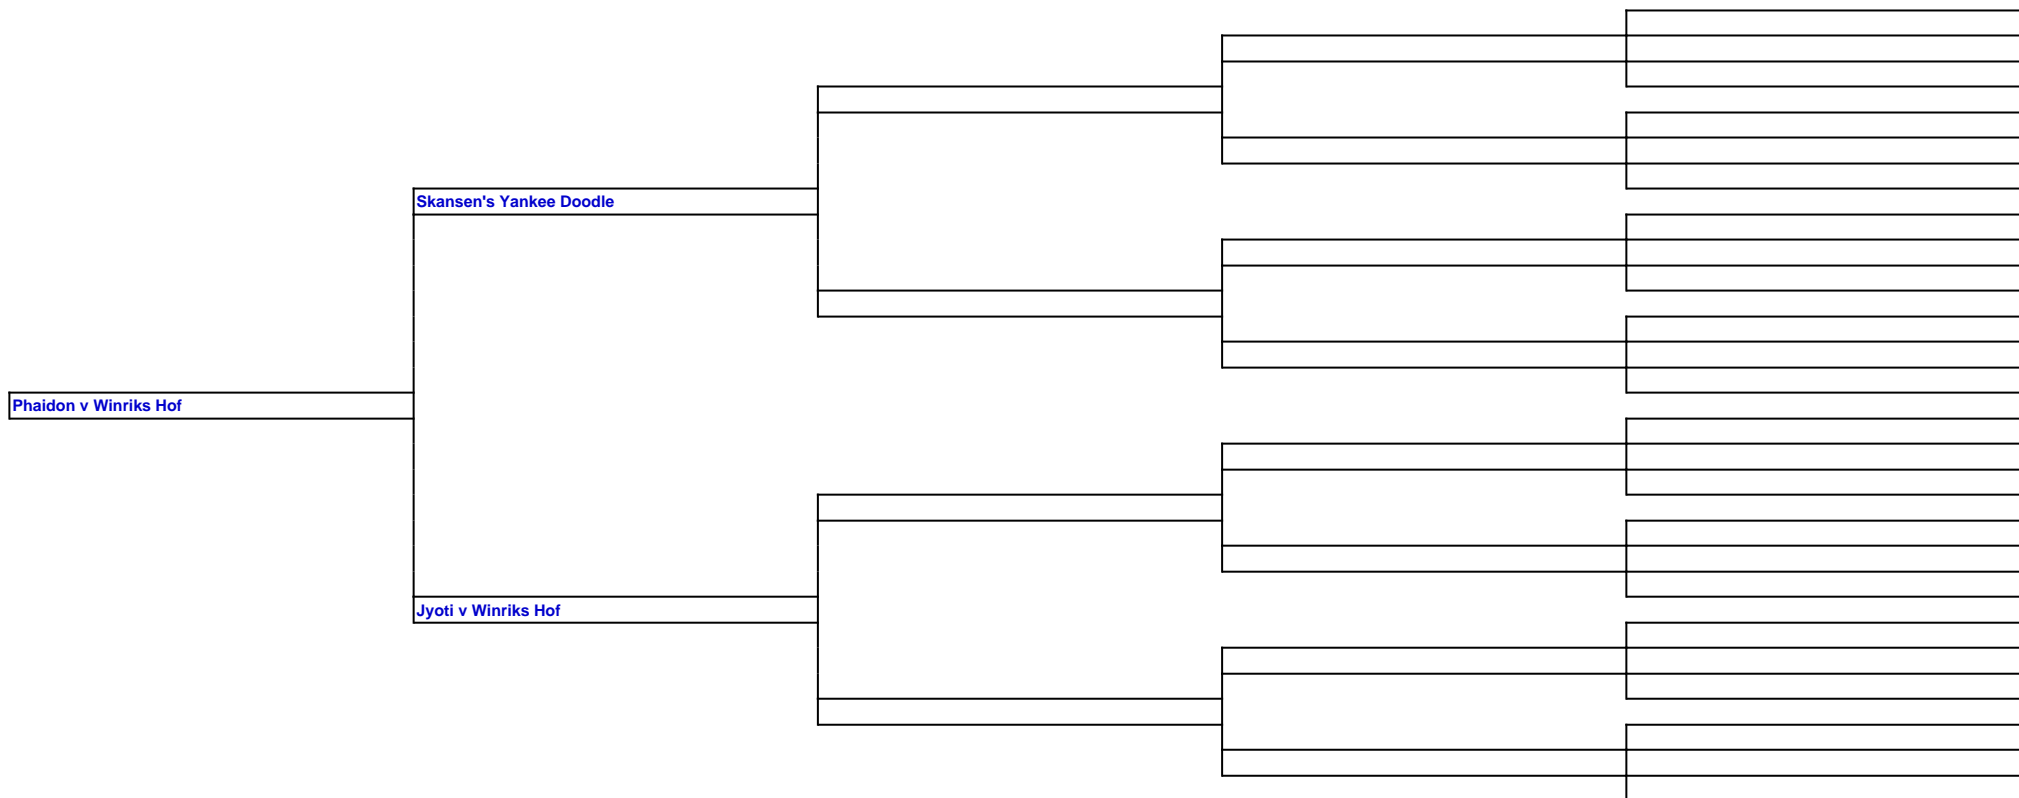 Skansen's Yankee Doodle
Phaidon v Winriks Hof
Jyoti v Winriks Hof